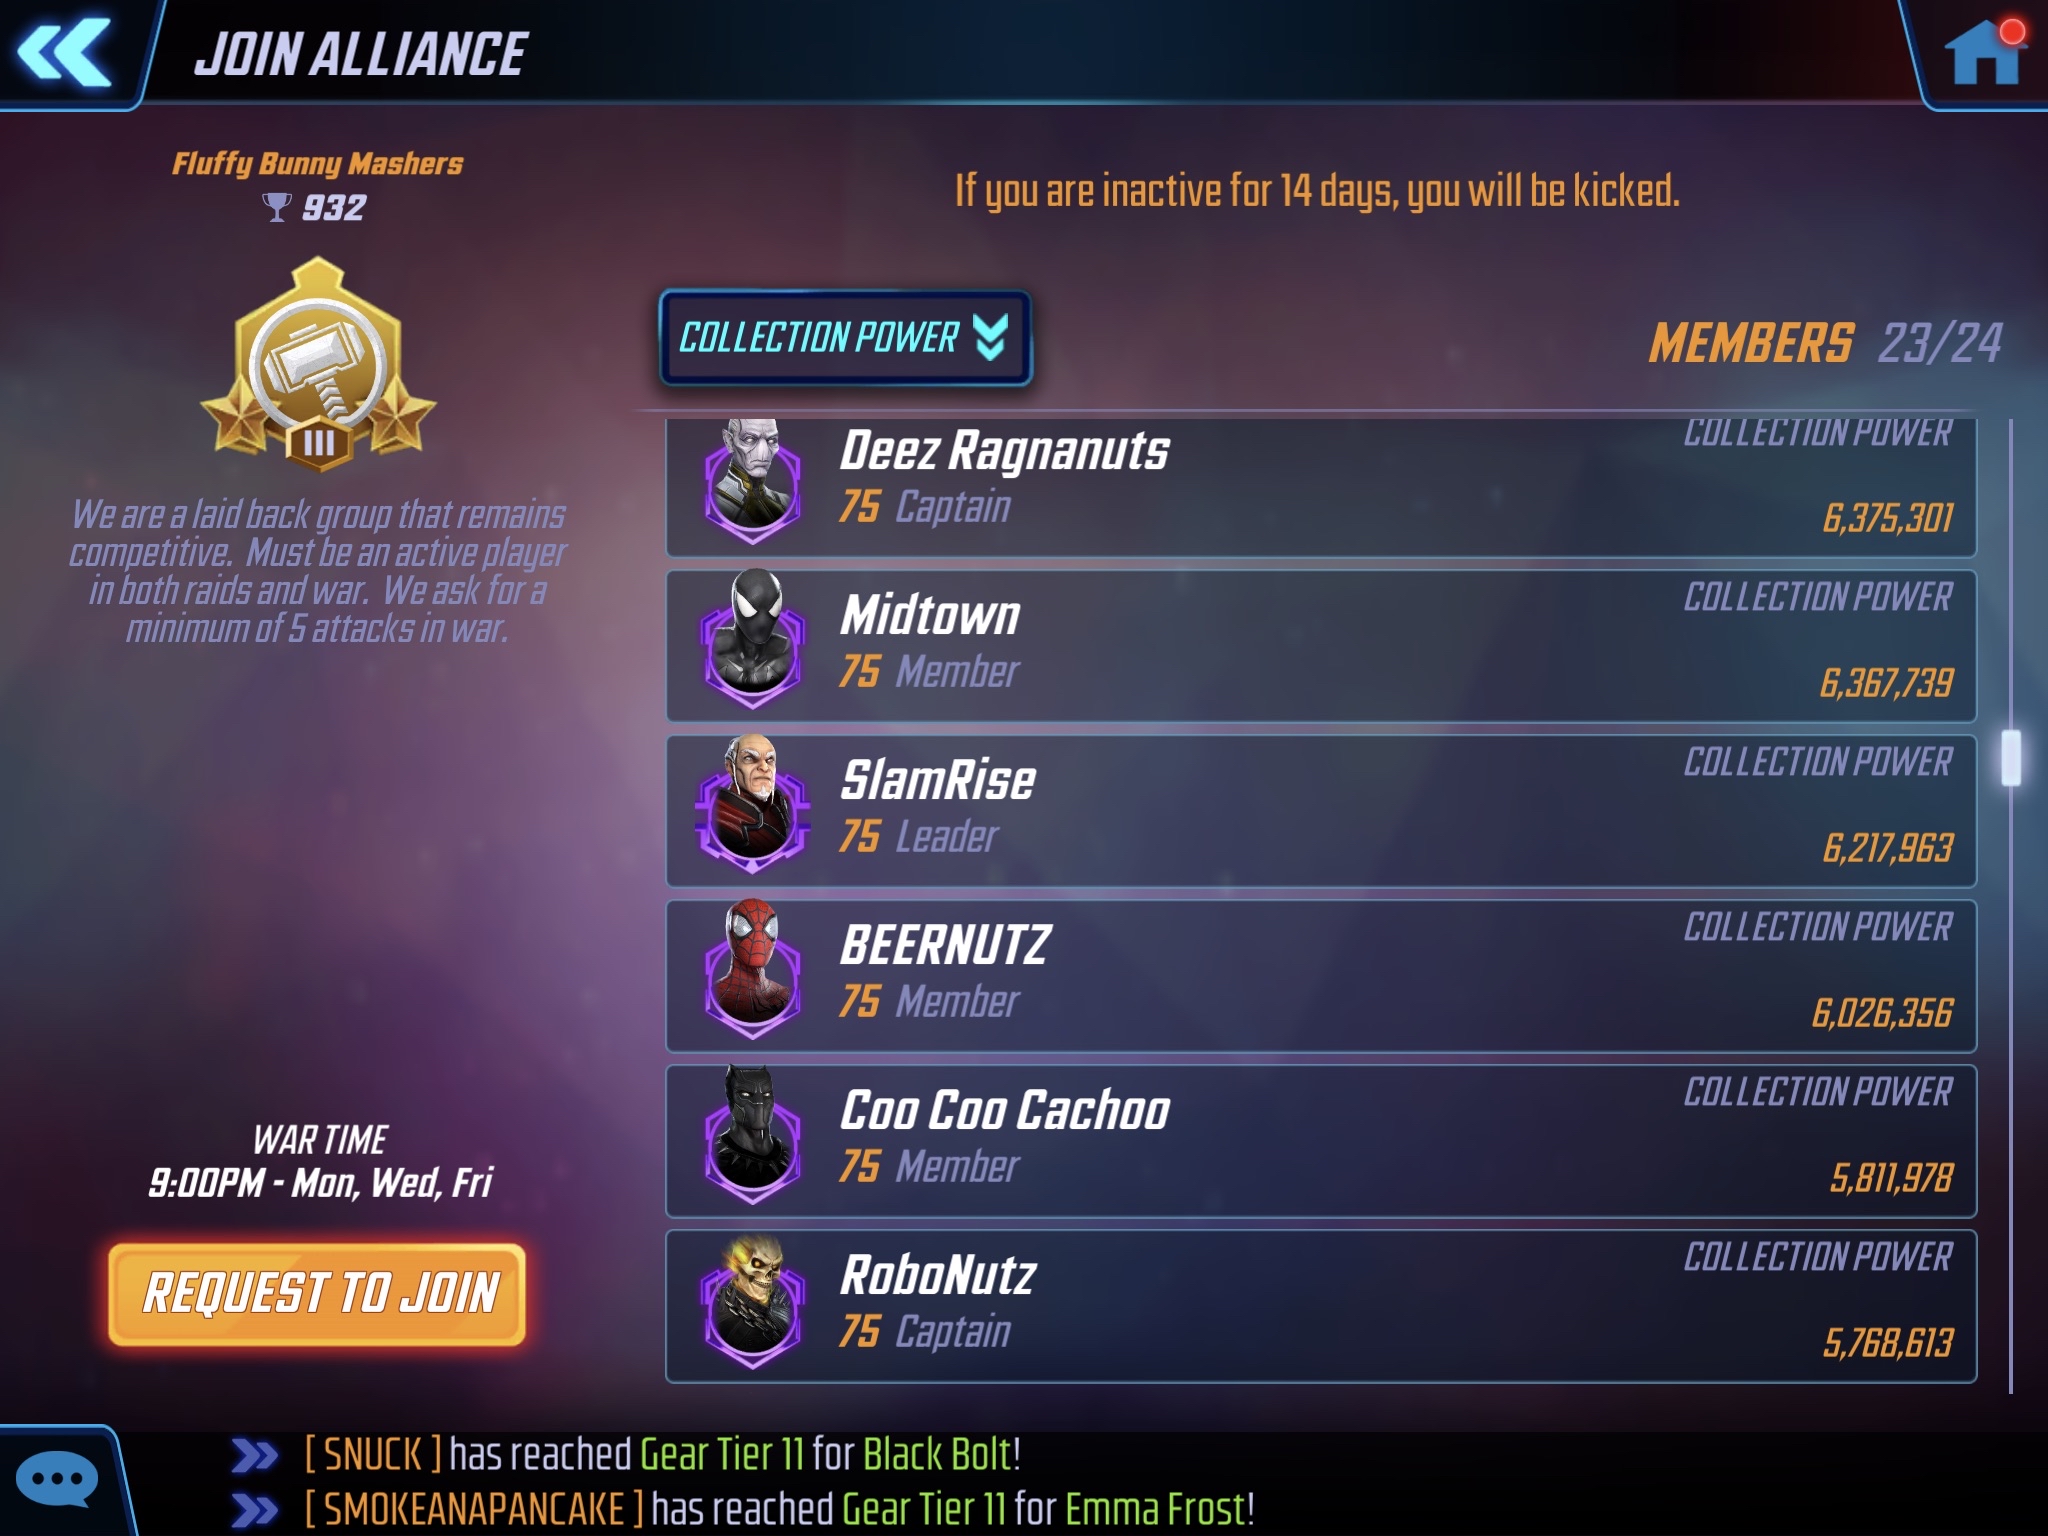 JOIN ALLIANCE
Fluffy Bunny Mashers
932
III
We are a laid back group that remains
competitive. Must be an active player
in both raids and war. We ask for a
minimum of 5 attacks in war.
WAR TIME
9:00PM - Mon, Wed, Fri
REQUEST TO JOIN
If you are inactive for 14 days, you will be kicked.
COLLECTION POWER
MEMBERS 23/24
Deez Ragnanuts
75 Captain
COLLECTION POWER
6,375,301
Midtown
75 Member
COLLECTION POWER
6,367,739
SlamRise
75 Leader
COLLECTION POWER
6,217,963
BEERNUTZ
75 Member
COLLECTION POWER
6,026,356
Coo Coo Cachoo
75 Member
COLLECTION POWER
5,811,978
RoboNutz
75 Captain
COLLECTION POWER
5,768,613
[ SNUCK ] has reached Gear Tier 11 for Black Bolt!
[ SMOKEANAPANCAKE ] has reached Gear Tier 11 for Emma Frost!